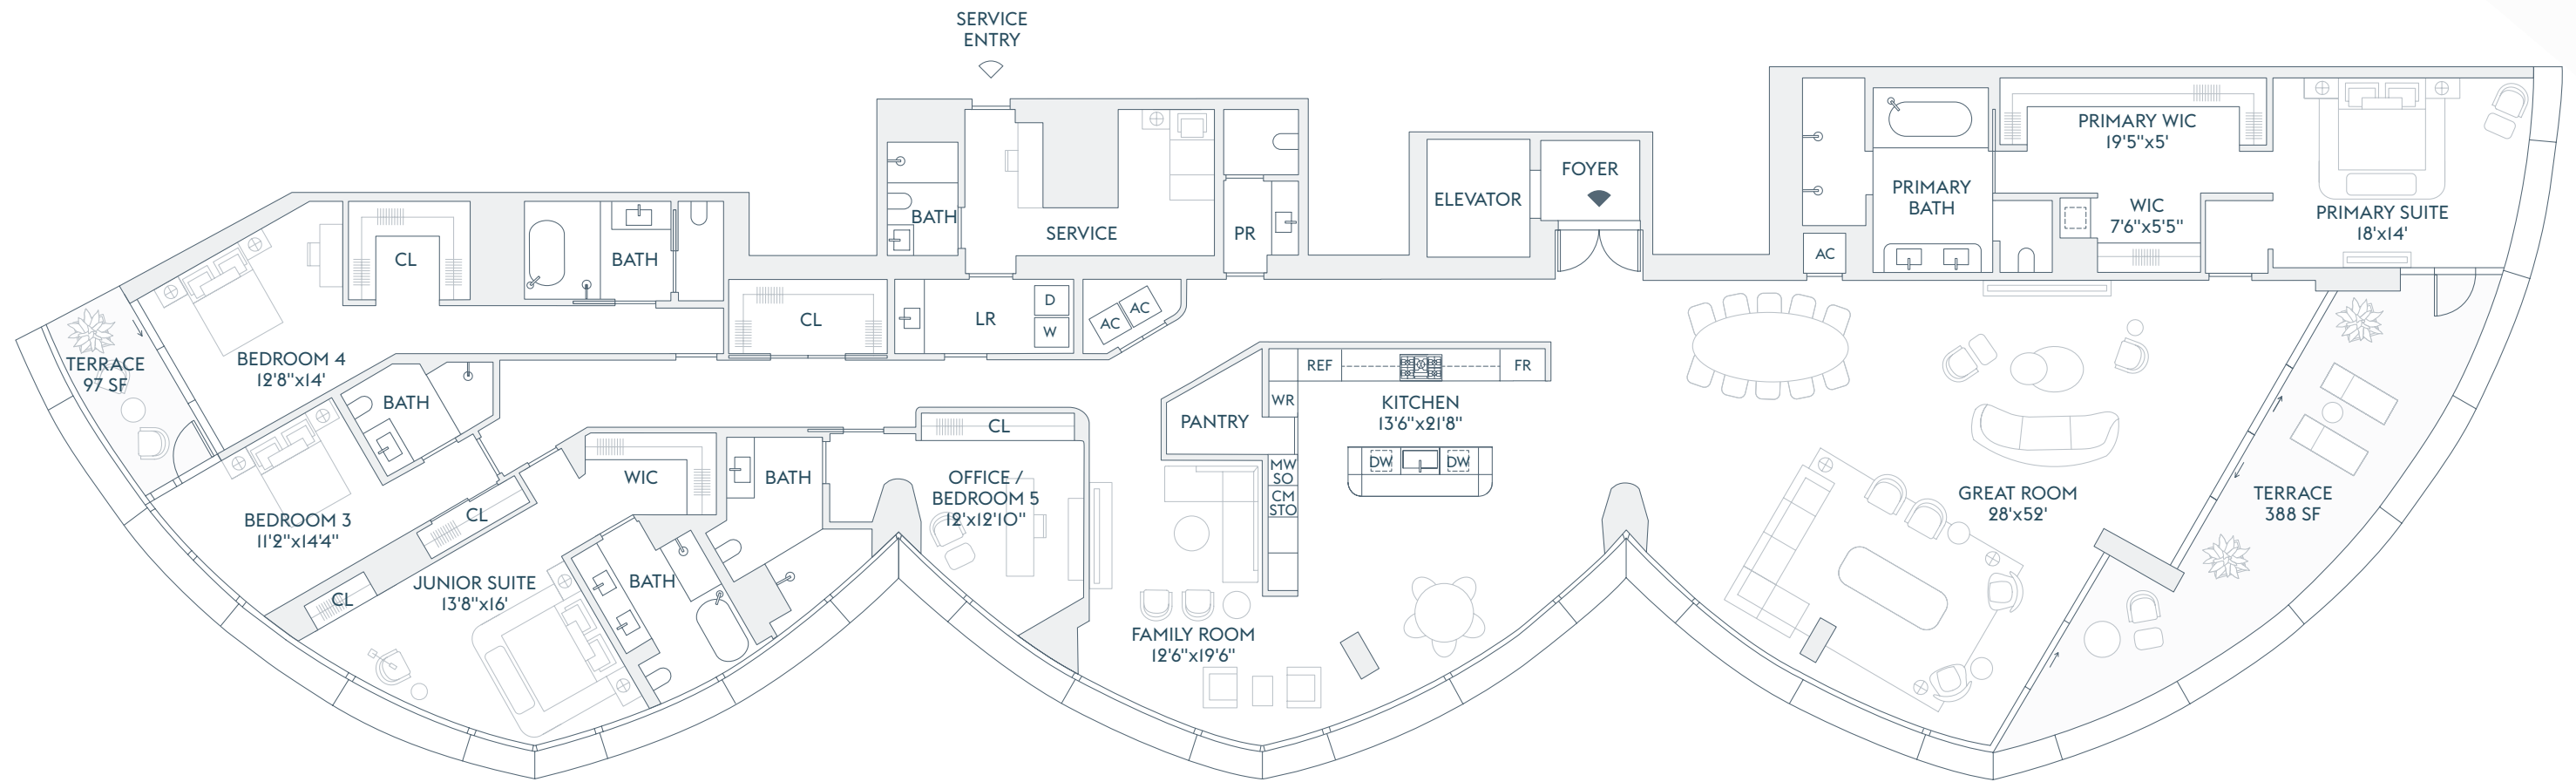 SERVICE
ENTRY
PRIMARY WIC
19'5"x5'
ELEVATOR
FOYER
PRIMARY
BATH
WIC
7'6"x5'5"
PRIMARY SUITE
18'x14'
BATH
SERVICE
PR
AC
CL
BATH
CL
LR
D
W
AC
AC
TERRACE
97 SF
BEDROOM 4
12'8"x14'
BATH
PANTRY
REF
FR
WR
KITCHEN
13'6"x21'8"
MW
SO
CM
STO
DW
DW
CL
OFFICE /
BEDROOM 5
12'x12'10"
WIC
BATH
BEDROOM 3
11'2"x14'4"
CL
CL
JUNIOR SUITE
13'8"x16'
BATH
FAMILY ROOM
12'6"x19'6"
GREAT ROOM
28'x52'
TERRACE
388 SF